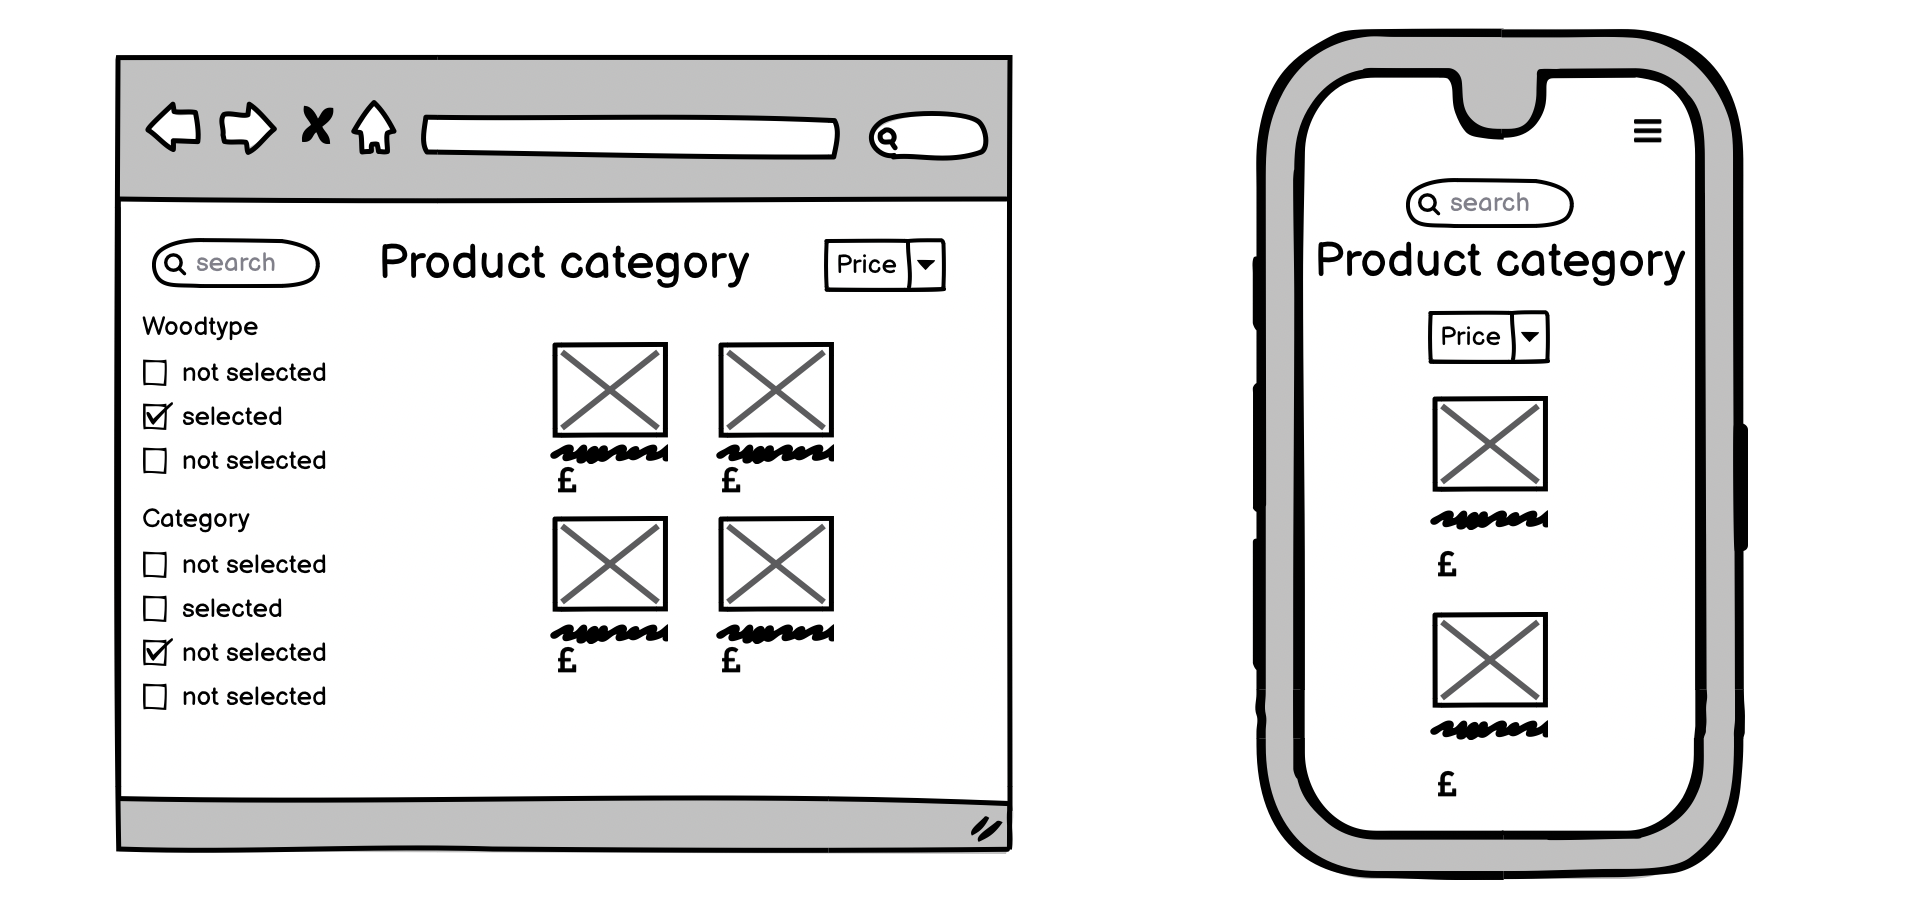 search
Product category
Price
Woodtype
not selected
selected
not selected
Category
not selected
selected
not selected
not selected
£
£
£
£
search
Product category
Price
£
£